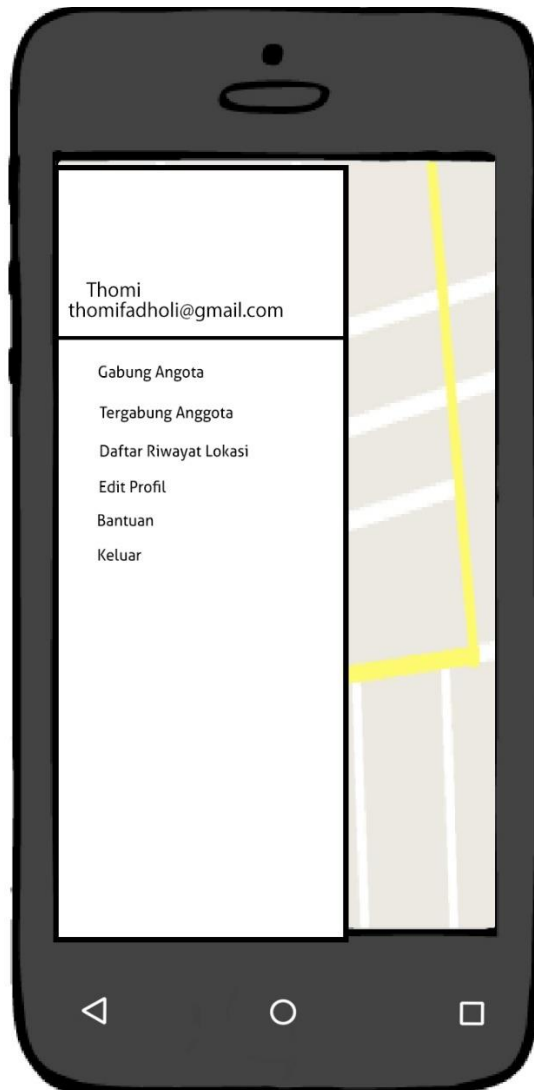 Thomi
thomifadholi@gmail.com
Gabung Angota
Tergabung Anggota
Daftar Riwayat Lokasi
Edit Profil
Bantuan
Keluar